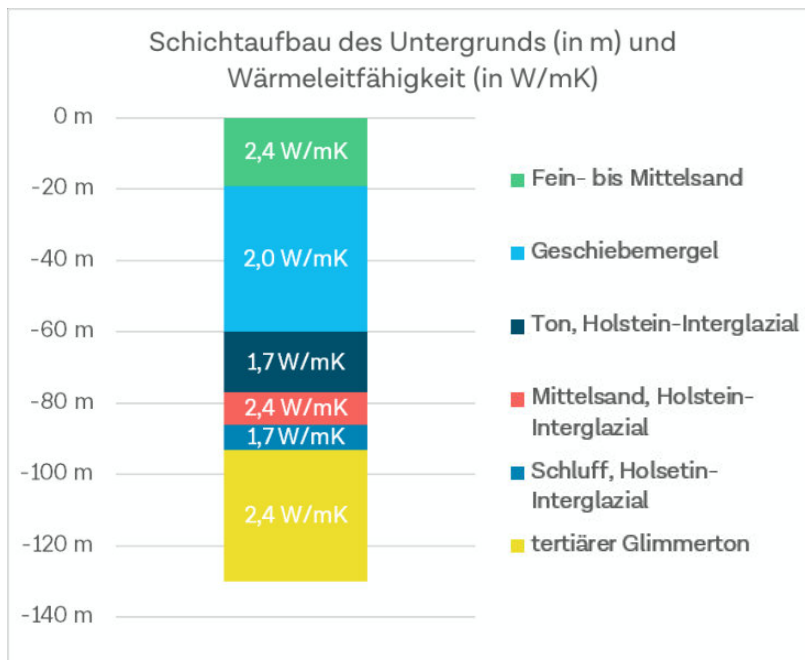 Schichtaufbau des Untergrunds (in m) und
Wärmeleitfähigkeit (in W/mK)
0 m
-20 m
-40 m
-60 m
-80 m
-100 m
-120 m
-140 m
2,4 W/mK
2,0 W/mK
1,7 W/mK
2,4 W/mK
1,7 W/mK
2,4 W/mK
Fein- bis Mittelsand
Geschiebemergel
Ton, Holstein-Interglazial
Mittelsand, Holstein-
Interglazial
Schluff, Holsetin-
Interglazial
tertiärer Glimmerton